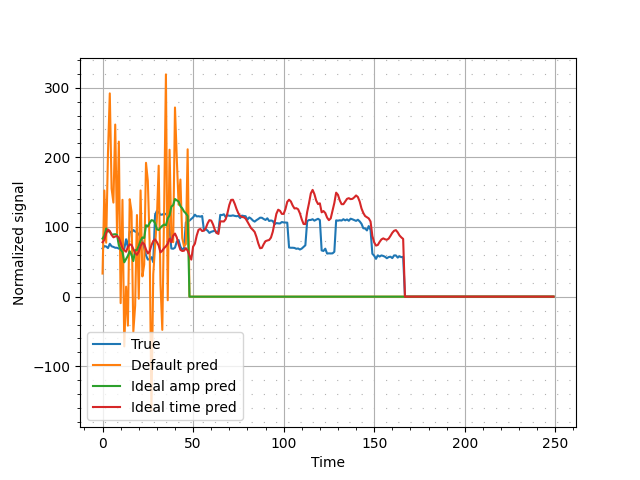 300
200
100
0
−100
Normalized signal
True
Default pred
Ideal amp pred
Ideal time pred
0
50
100
150
200
250
Time